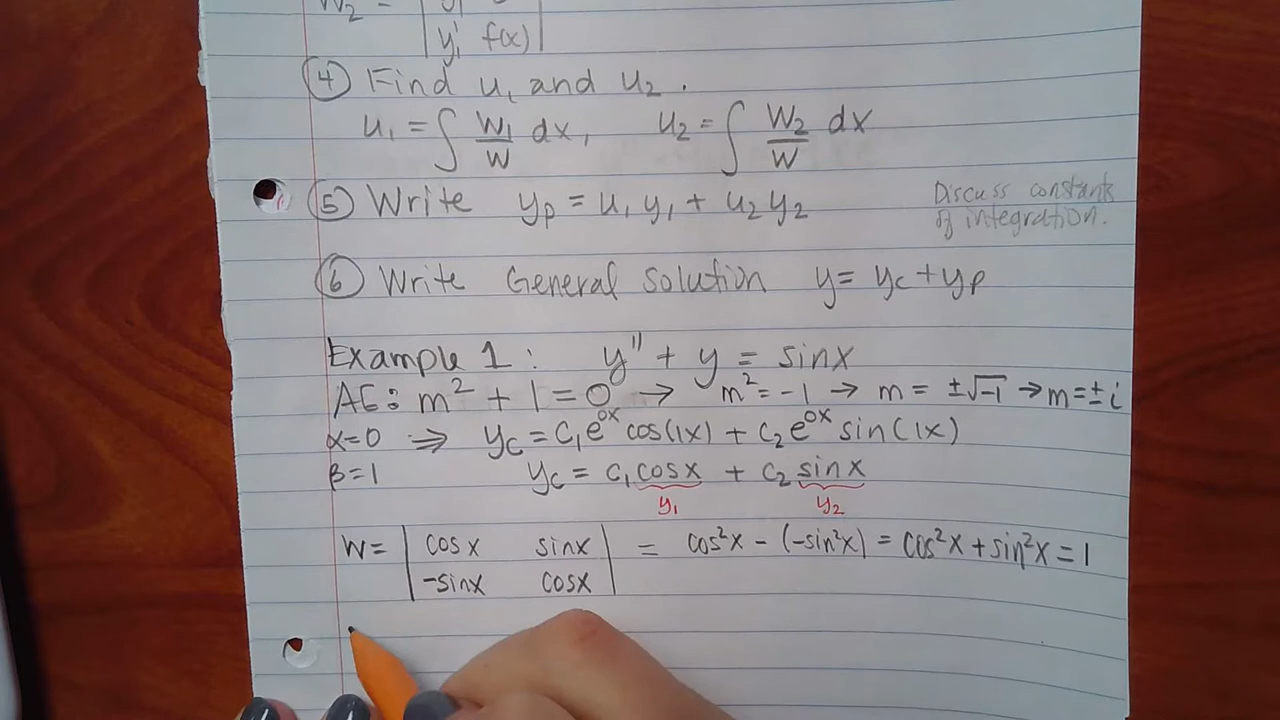 W₂ = | y₁
| y₁' f(x) |
④ Find u₁ and u₂.
u₁ = ∫ W₁/W dx, u₂ = ∫ W₂/W dx
⑤ Write yp = u₁y₁ + u₂y₂
Discuss constants
of integration.
⑥ Write General Solution y = yc + yp
Example 1: y'' + y = sinx
AE: m² + 1 = 0 → m² = -1 → m = ±√-1 → m = ± i
α=0 ⇒ yc = c₁e^0x cos(1x) + c₂e^0x sin(1x)
β=1 yc = c₁cosx + c₂ sinx
y₁ y₂
W = | cosx sinx | = cos²x - (-sin²x) = cos²x + sin²x = 1
| -sinx cosx |